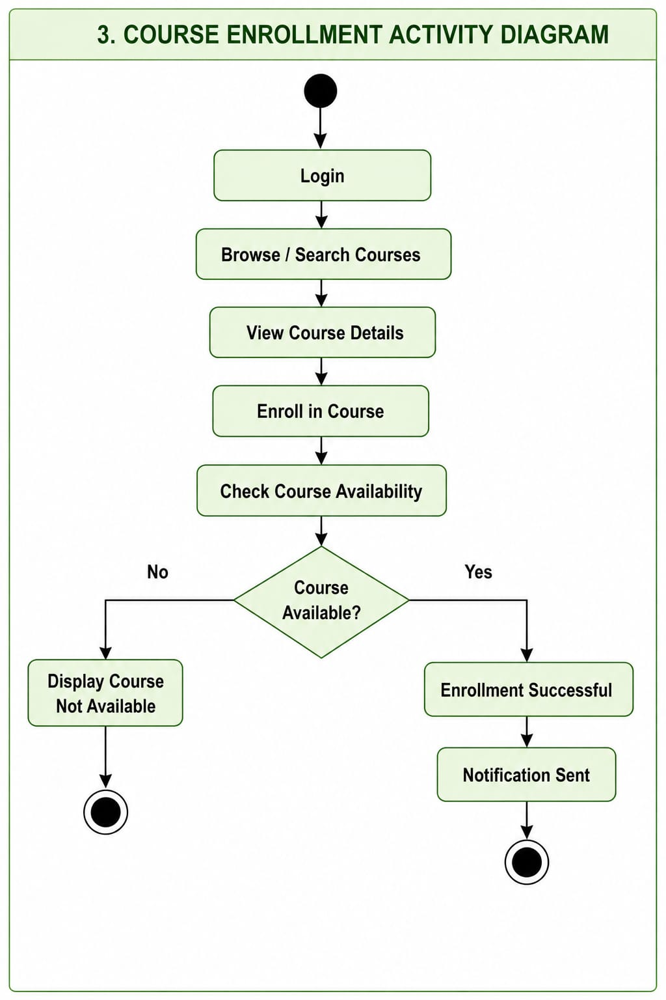 3. COURSE ENROLLMENT ACTIVITY DIAGRAM
Login
Browse / Search Courses
View Course Details
Enroll in Course
Check Course Availability
No
Yes
Course
Available?
Display Course
Not Available
Enrollment Successful
Notification Sent